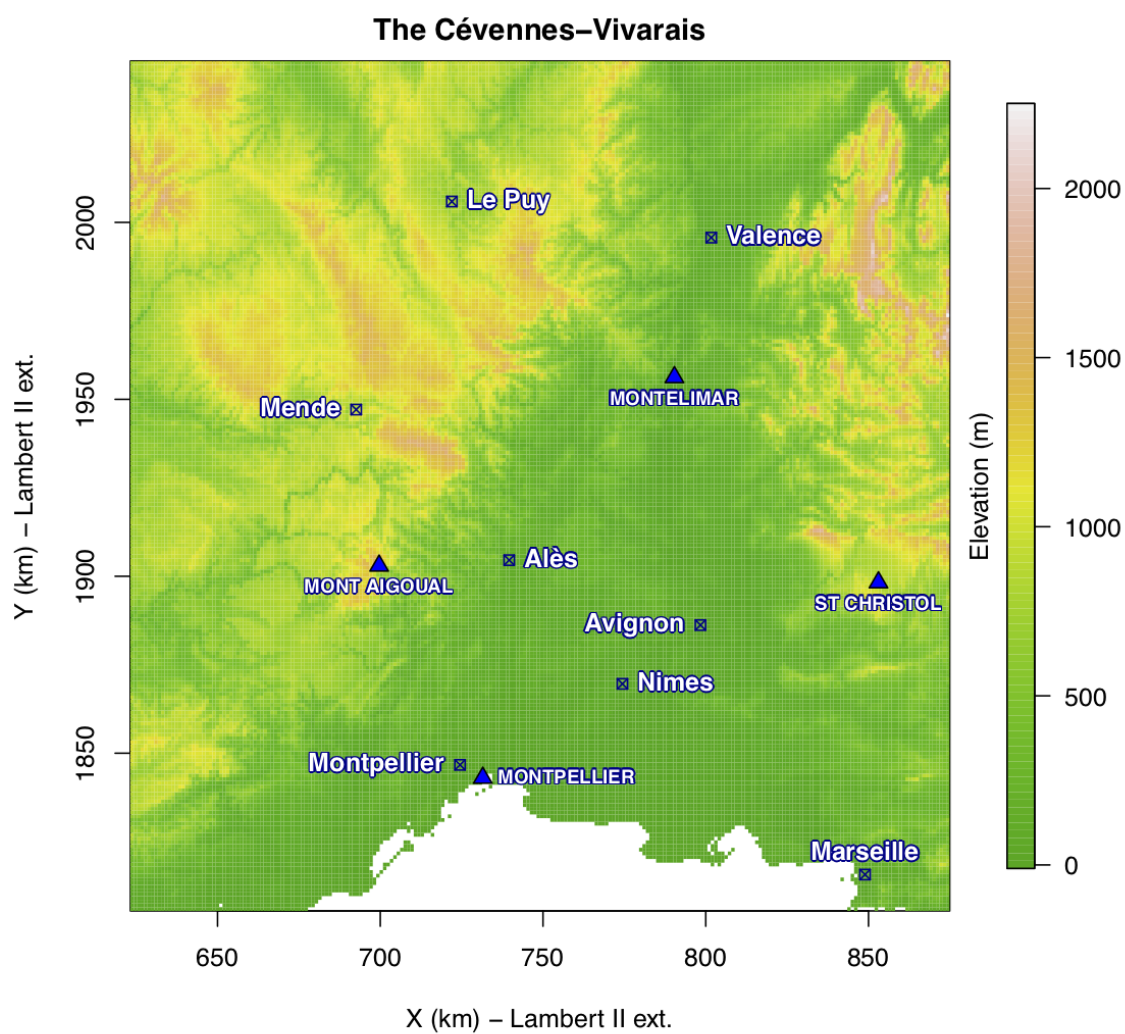 The Cévennes−Vivarais
Le Puy
Valence
MONTELIMAR
Mende
Alès
MONT AIGOUAL
ST CHRISTOL
Avignon
Nimes
Montpellier
MONTPELLIER
Marseille
2000
1950
1900
1850
Y (km) − Lambert II ext.
650
700
750
800
850
X (km) − Lambert II ext.
2000
1500
1000
500
0
Elevation (m)